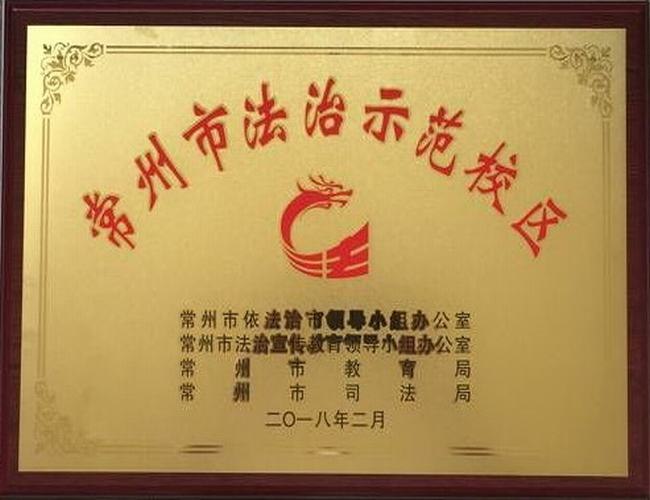 常州市法治示范校区
常州市依法治市领导小组办公室
常州市法治宣传教育领导小组办公室
常州市教育局
常州市司法局
二〇一八年二月